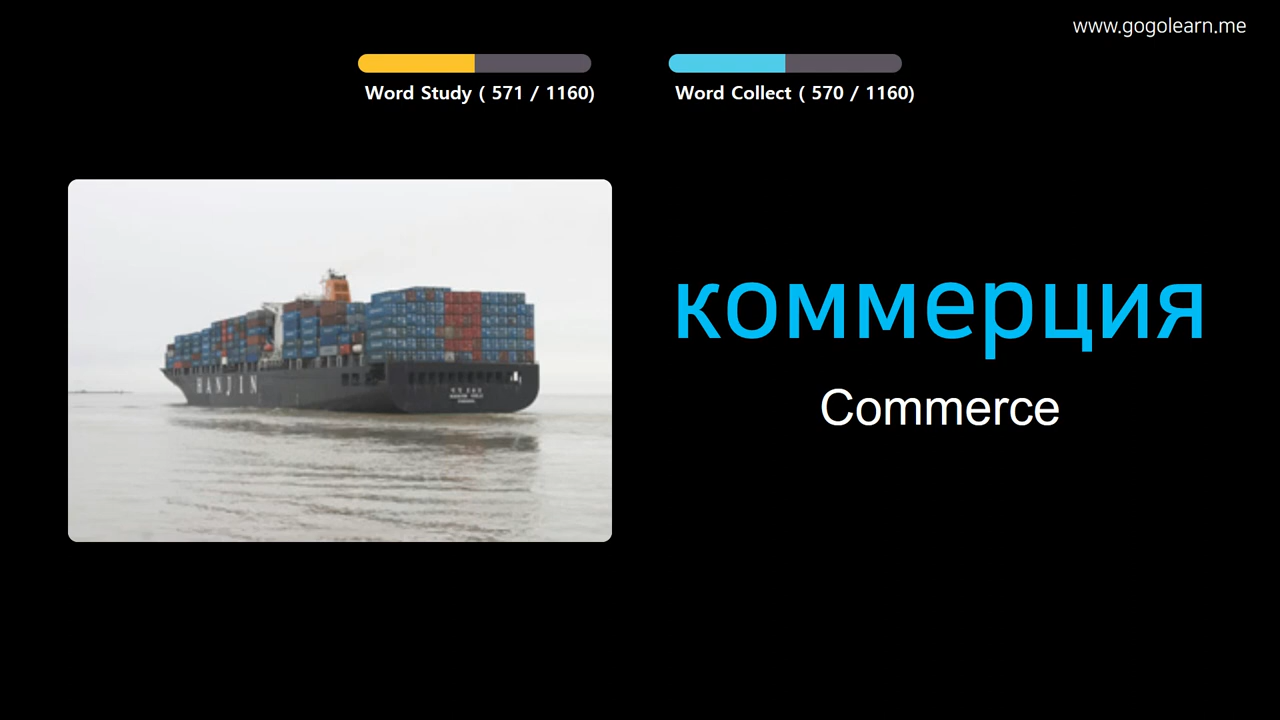 www.gogolearn.me
Word Study ( 571 / 1160)
Word Collect ( 570 / 1160)
коммерция
Commerce
HANJIN